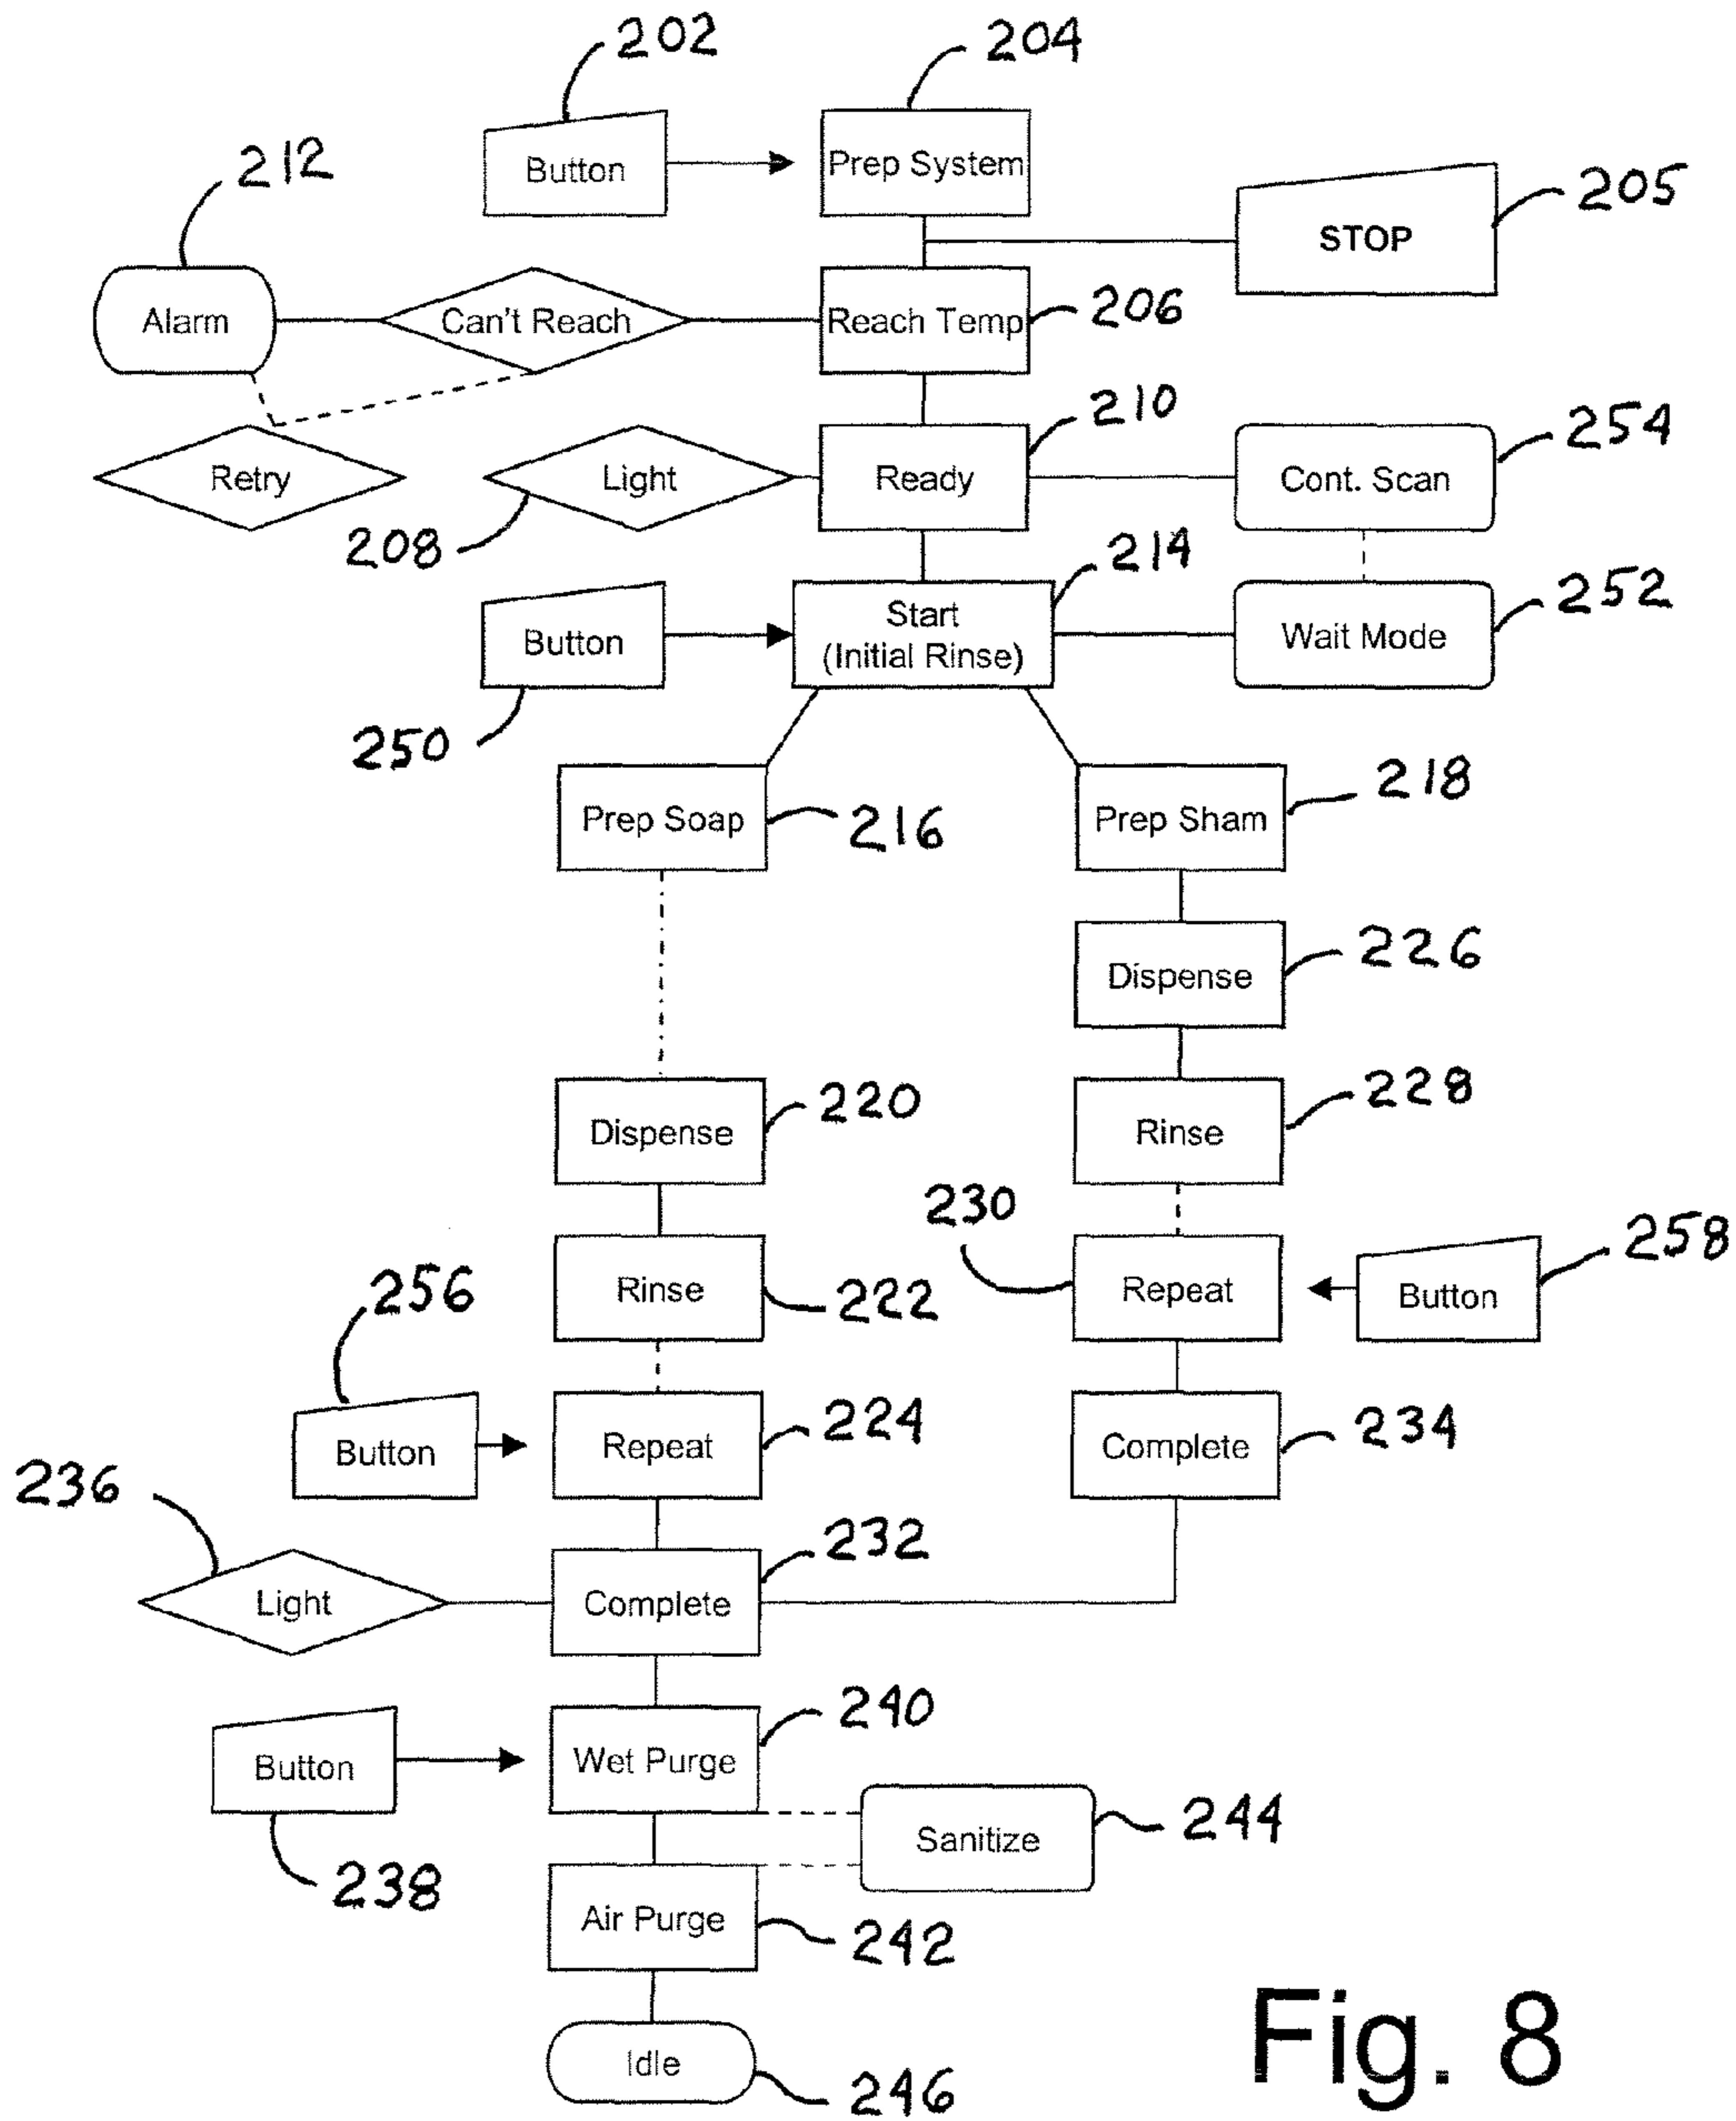 202
204
Button
Prep System
212
205
STOP
Alarm
Can't Reach
Reach Temp
206
210
254
Retry
Light
Ready
Cont. Scan
208
214
252
Button
Start
(Initial Rinse)
Wait Mode
250
218
Prep Soap
216
Prep Sham
226
Dispense
220
228
Dispense
Rinse
230
258
256
Rinse
222
Repeat
Button
224
234
Button
Repeat
Complete
236
232
Light
Complete
240
Button
Wet Purge
244
Sanitize
238
Air Purge
242
Idle
246
Fig. 8